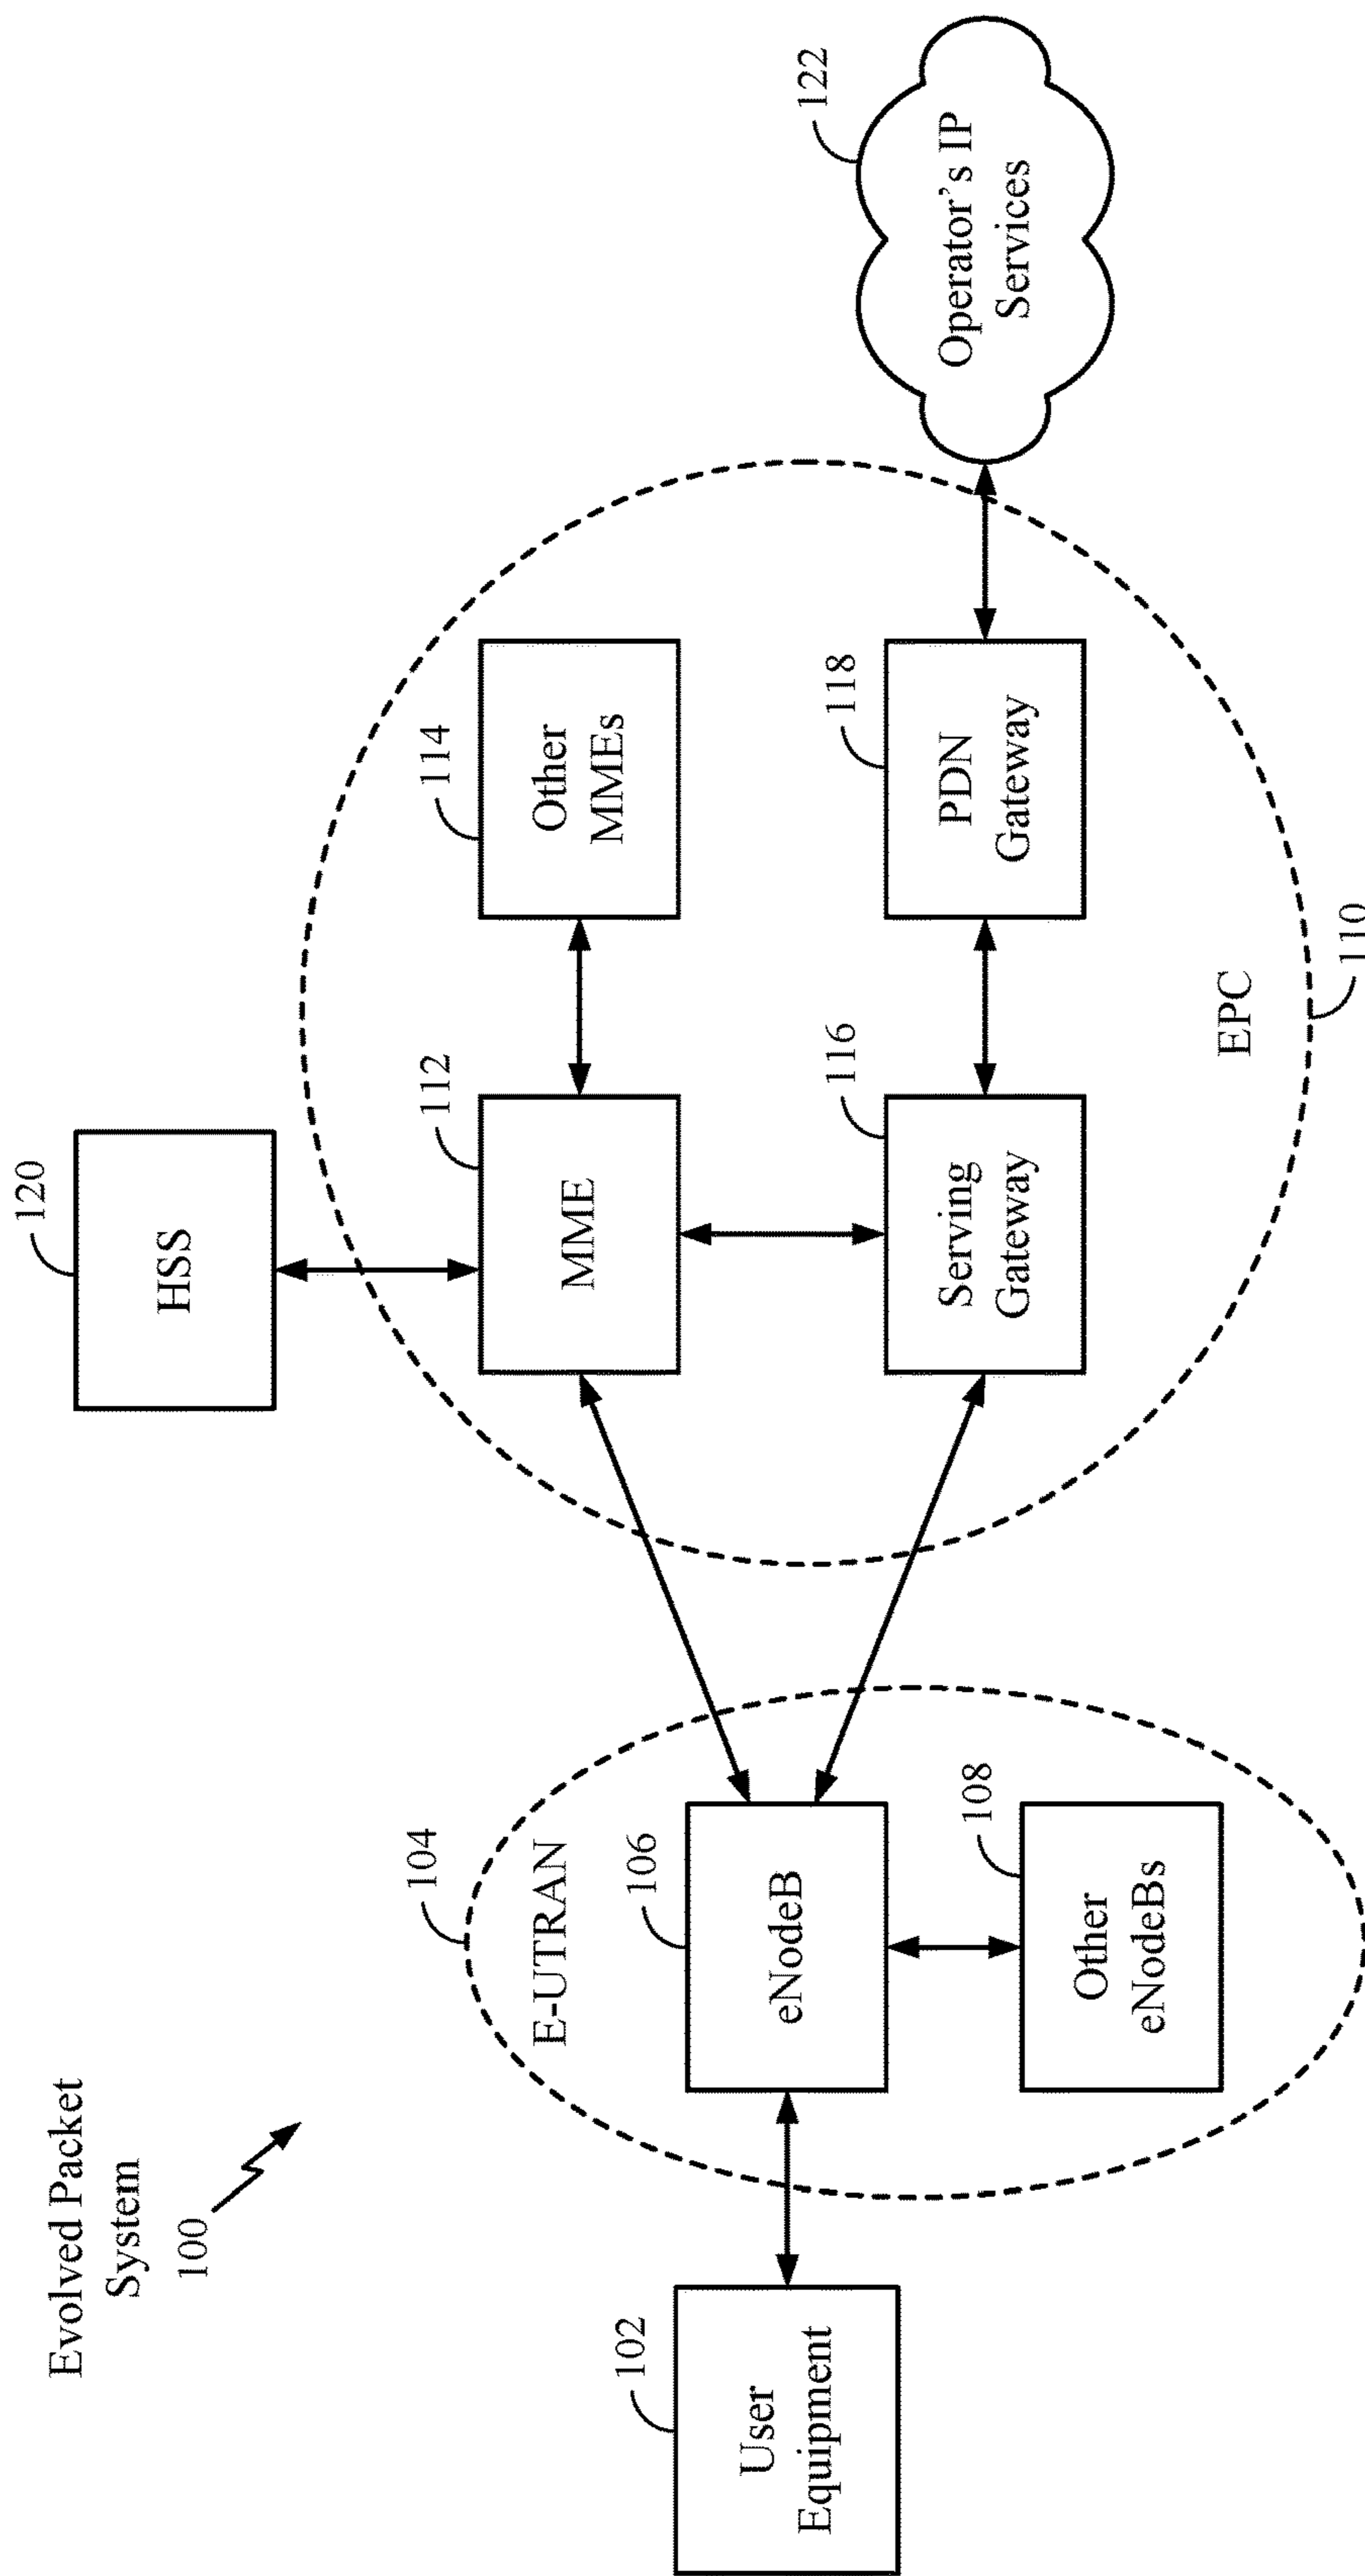 Evolved Packet
System
100
120
HSS
104
E-UTRAN
102
User
Equipment
106
eNodeB
108
Other
eNodeBs
112
MME
114
Other
MMEs
116
Serving
Gateway
118
PDN
Gateway
EPC
110
122
Operator's IP
Services